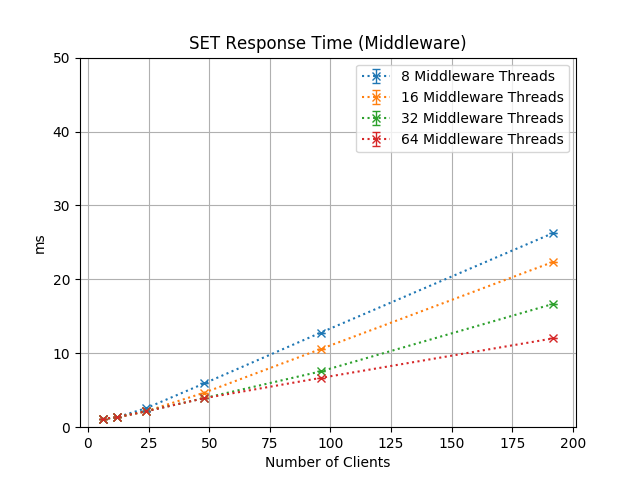 SET Response Time (Middleware)
50
40
30
20
10
0
ms
8 Middleware Threads
16 Middleware Threads
32 Middleware Threads
64 Middleware Threads
0 25 50 75 100 125 150 175 200
Number of Clients